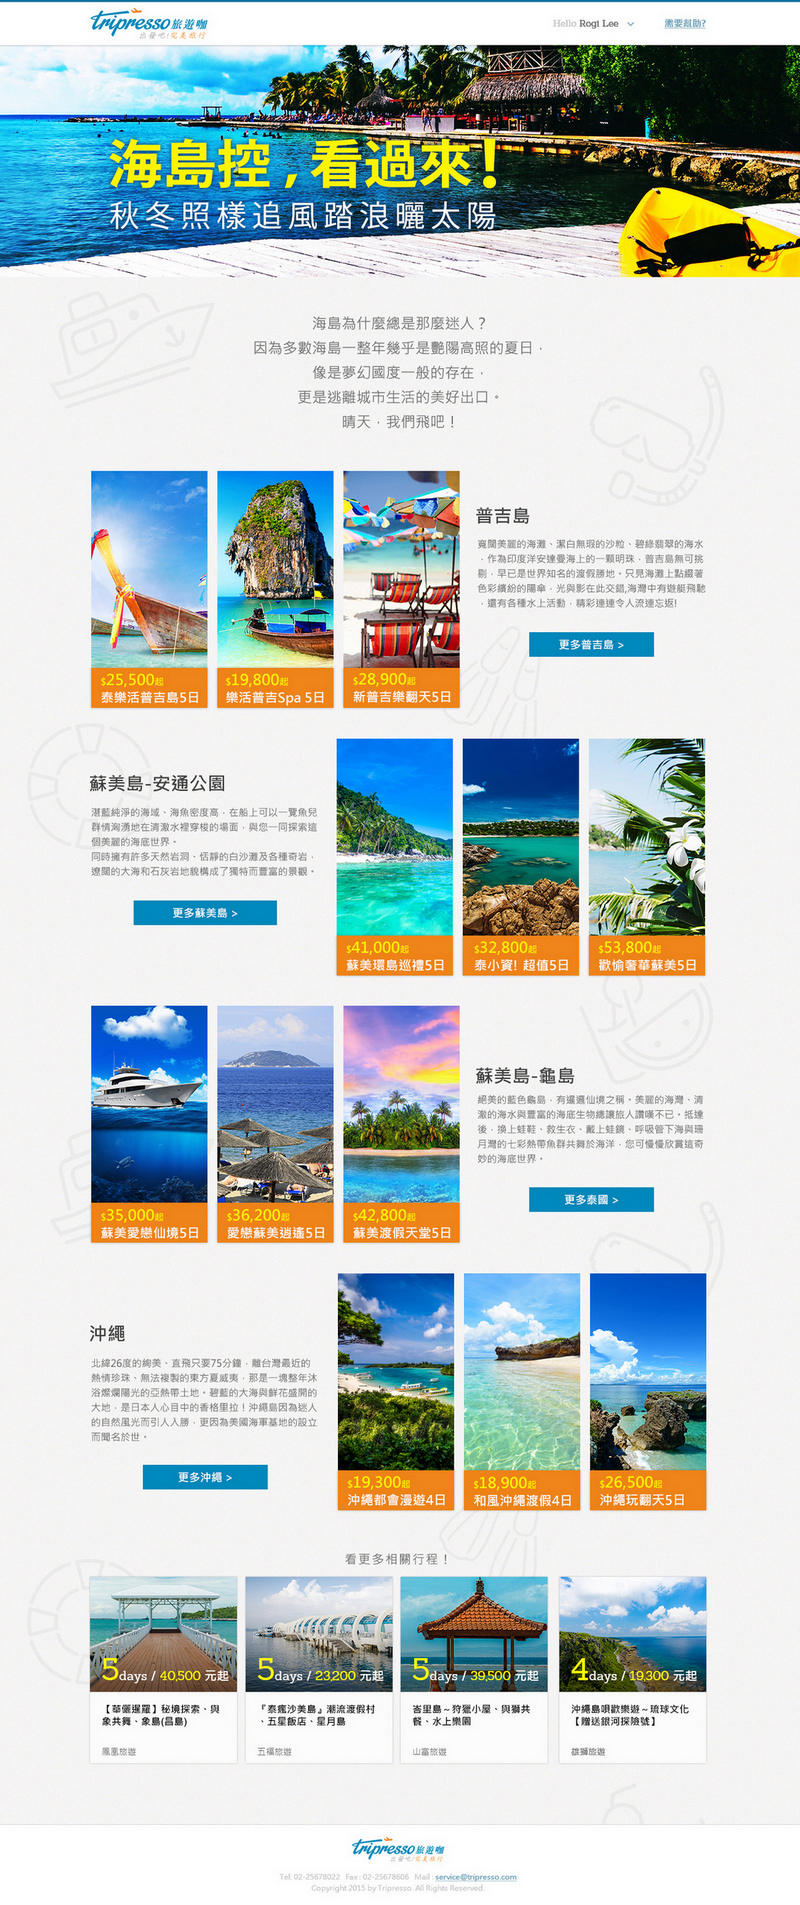 tripresso旅遊咖
出發吧!完美旅行
Hello Rogi Lee
需要幫助?
海島控，看過來!
秋冬照樣追風踏浪曬太陽
海島為什麼總是那麼迷人？
因為多數海島一整年幾乎是艷陽高照的夏日，
像是夢幻國度一般的存在，
更是逃離城市生活的美好出口。
晴天，我們飛吧！
$25,500起
泰樂活普吉島5日
$19,800起
樂活普吉Spa 5日
$28,900起
新普吉樂翻天5日
普吉島
寬闊美麗的海灘、潔白無瑕的沙粒、碧綠翡翠的海水
，作為印度洋安達曼海上的一顆明珠，普吉島無可挑
剔，早已是世界知名的渡假勝地。只見海灘上點綴著
色彩繽紛的陽傘，光與影在此交錯,海灣中有遊艇飛馳
，還有各種水上活動，精彩連連令人流連忘返!
更多普吉島 >
蘇美島-安通公園
湛藍純淨的海域、海魚密度高，在船上可以一覽魚兒
群情洶湧地在清澈水裡穿梭的場面，與您一同探索這
個美麗的海底世界。
同時擁有許多天然岩洞、恬靜的白沙灘及各種奇岩，
遼闊的大海和石灰岩地貌構成了獨特而豐富的景觀。
更多蘇美島 >
$41,000起
蘇美環島巡禮5日
$32,800起
泰小資! 超值5日
$53,800起
歡愉奢華蘇美5日
$35,000起
蘇美愛戀仙境5日
$36,200起
愛戀蘇美逍遙5日
$42,800起
蘇美渡假天堂5日
蘇美島-龜島
絕美的藍色龜島，有暹邏仙境之稱。美麗的海灣、清
澈的海水與豐富的海底生物總讓旅人讚嘆不已。抵達
後，換上蛙鞋、救生衣、戴上蛙鏡、呼吸管下海與珊
月灣的七彩熱帶魚群共舞於海洋，您可慢慢欣賞這奇
妙的海底世界。
更多泰國 >
沖繩
北緯26度的絢美、直飛只要75分鐘，離台灣最近的
熱情珍珠、無法複製的東方夏威夷，那是一塊整年沐
浴燦爛陽光的亞熱帶土地。碧藍的大海與鮮花盛開的
大地，是日本人心目中的香格里拉！沖繩島因為迷人
的自然風光而引人入勝，更因為美國海軍基地的設立
而聞名於世。
更多沖繩 >
$19,300起
沖繩都會漫遊4日
$18,900起
和風沖繩渡假4日
$26,500起
沖繩玩翻天5日
看更多相關行程！
5days / 40,500 元起
【華儷暹羅】秘境探索、與
象共舞、象島(昌島)
鳳凰旅遊
5days / 23,200 元起
『泰瘋沙美島』潮流渡假村
、五星飯店、星月島
五福旅遊
5days / 39,500 元起
峇里島～狩獵小屋、與獅共
餐、水上樂園
山富旅遊
4days / 19,300 元起
沖繩島唄歡樂遊～琉球文化
【贈送銀河探險號】
雄獅旅遊
tripresso旅遊咖
出發吧!完美旅行
Tel: 02-25678022 Fax : 02-25678606 Mail : service@tripresso.com
Copyright 2015 by Tripresso. All Rights Reserved.